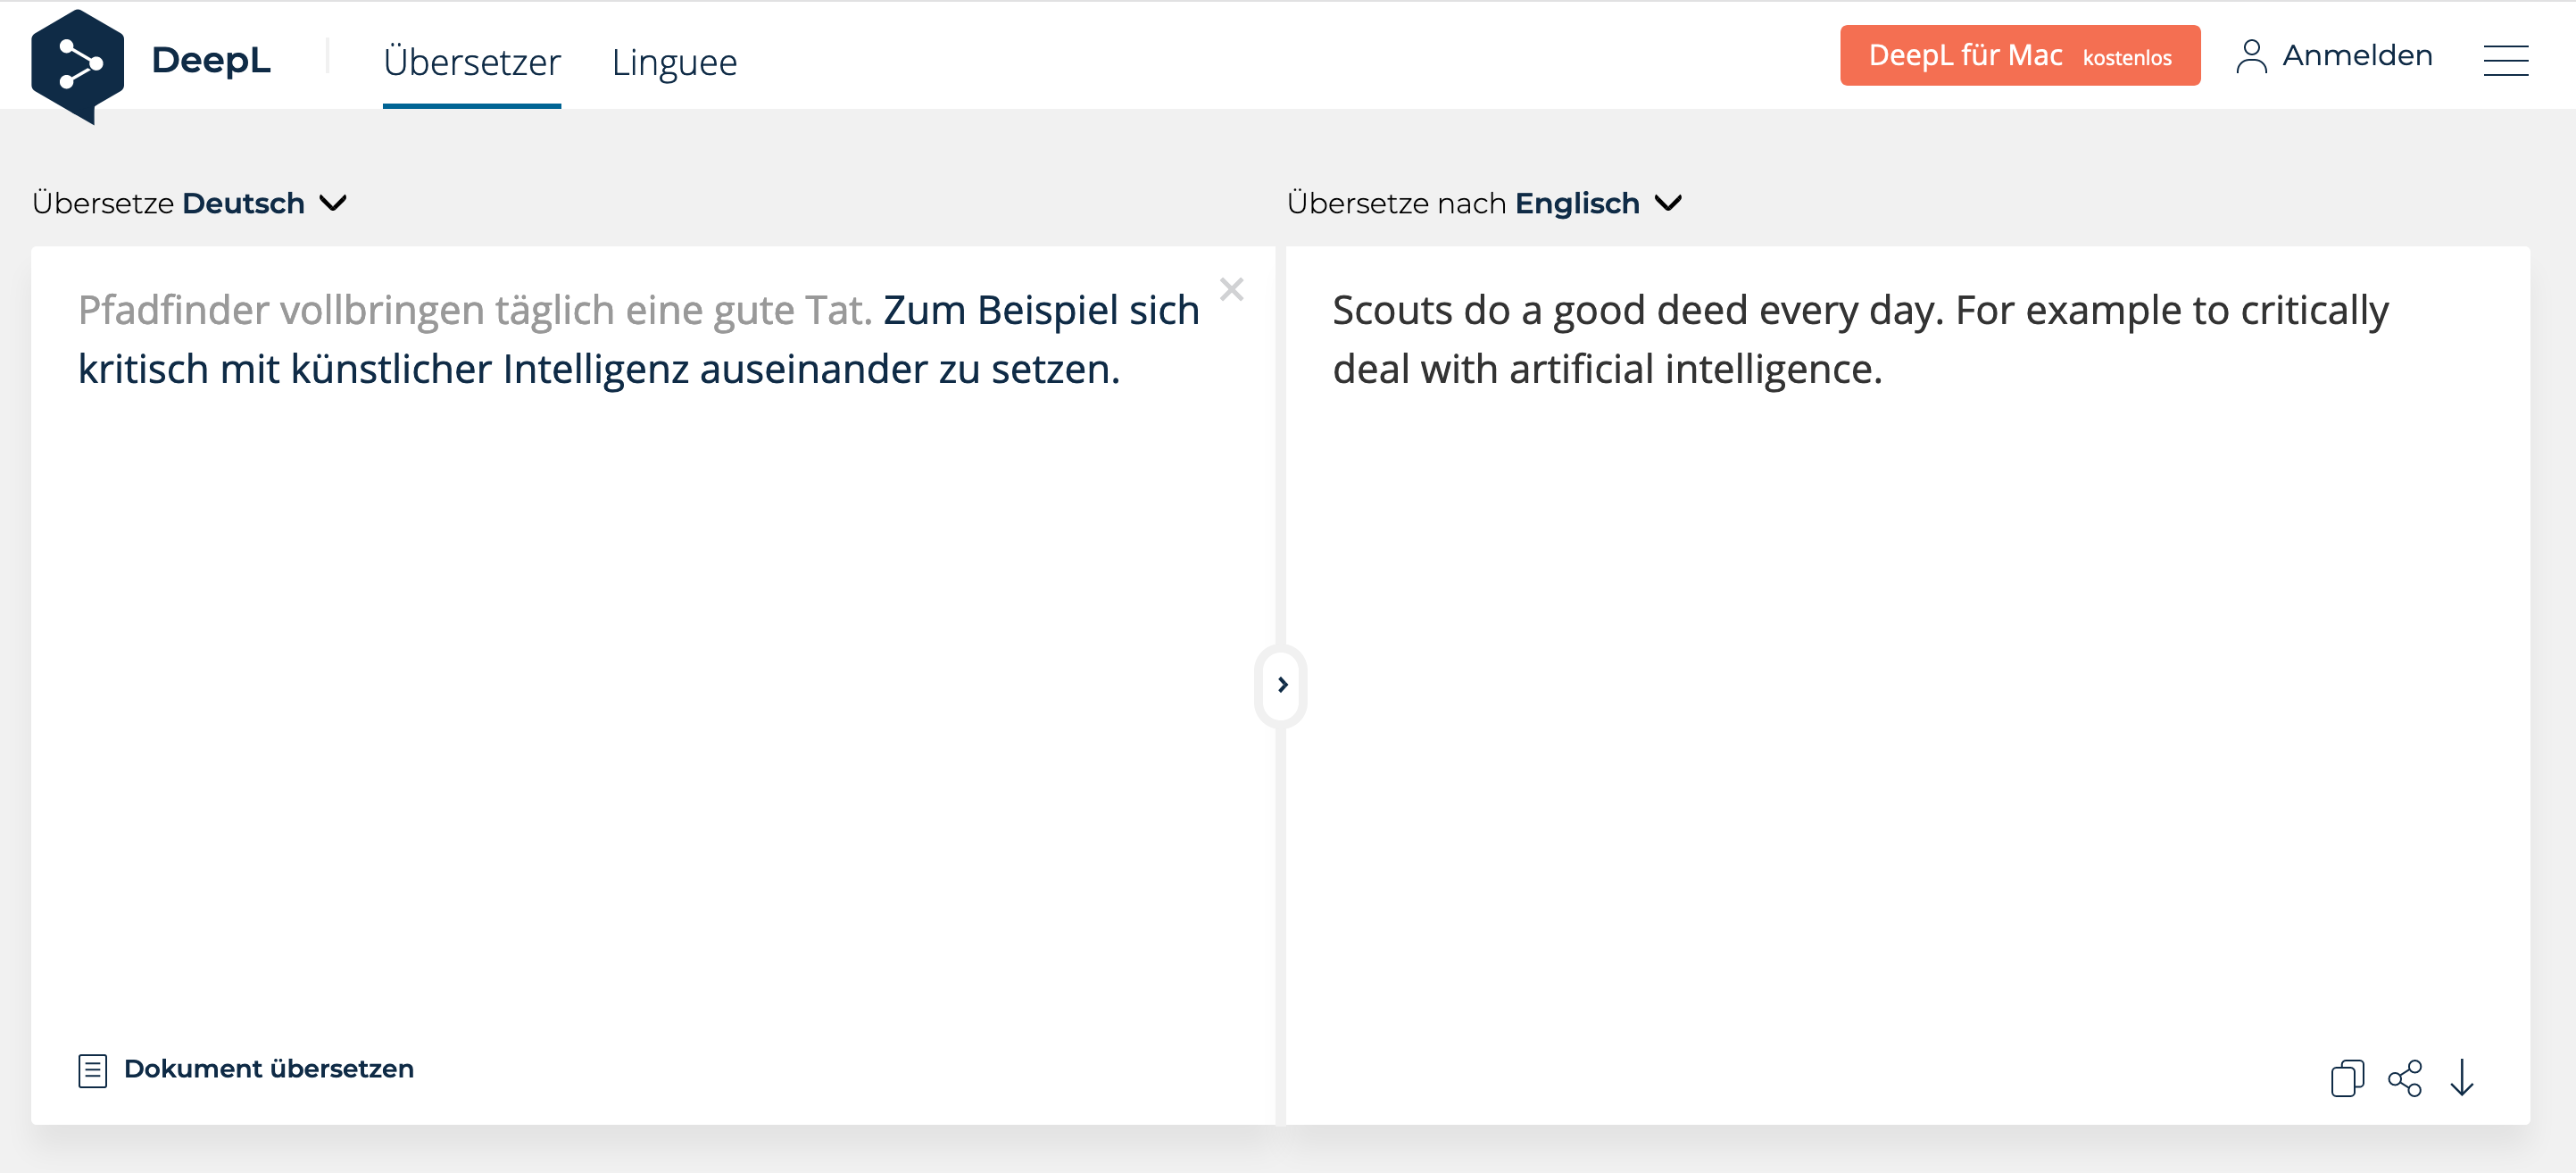 DeepL
Übersetzer
Linguee
DeepL für Mac kostenlos
Anmelden
Übersetze Deutsch
Übersetze nach Englisch
Pfadfinder vollbringen täglich eine gute Tat. Zum Beispiel sich
kritisch mit künstlicher Intelligenz auseinander zu setzen.
Scouts do a good deed every day. For example to critically
deal with artificial intelligence.
Dokument übersetzen